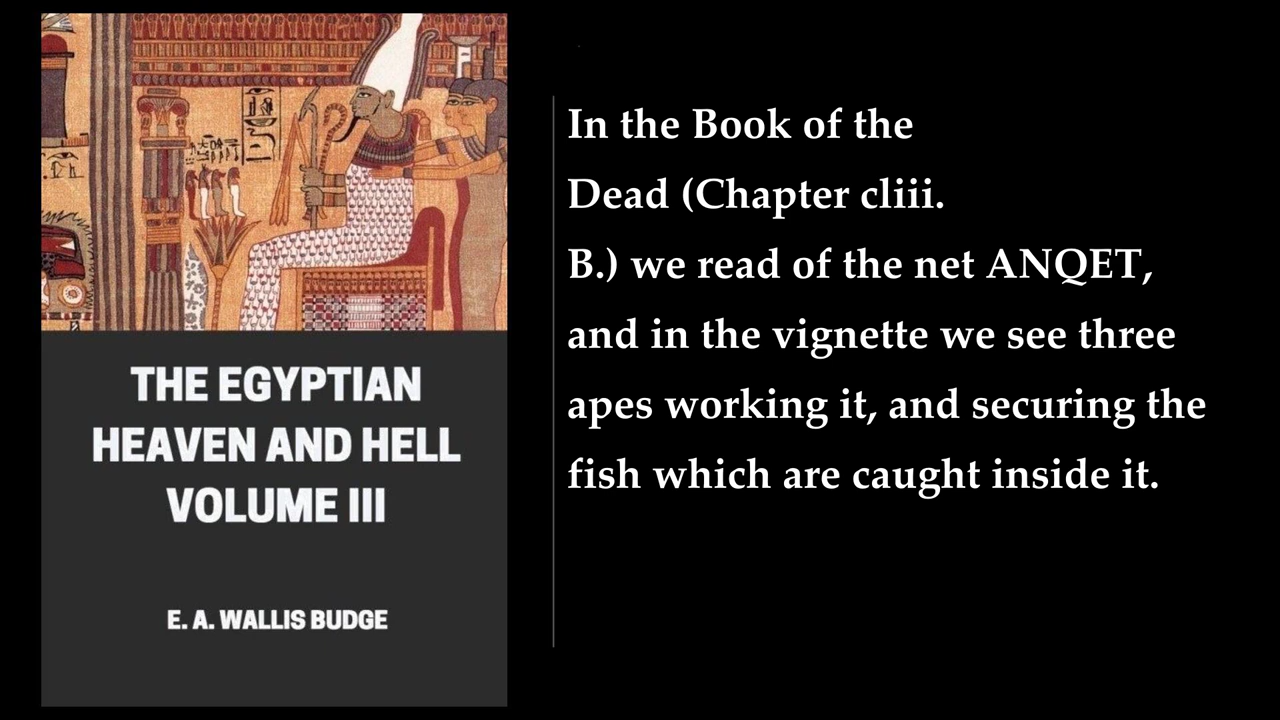 THE EGYPTIAN
HEAVEN AND HELL
VOLUME III
E. A. WALLIS BUDGE
In the Book of the
Dead (Chapter cliii.
B.) we read of the net ANQET,
and in the vignette we see three
apes working it, and securing the
fish which are caught inside it.